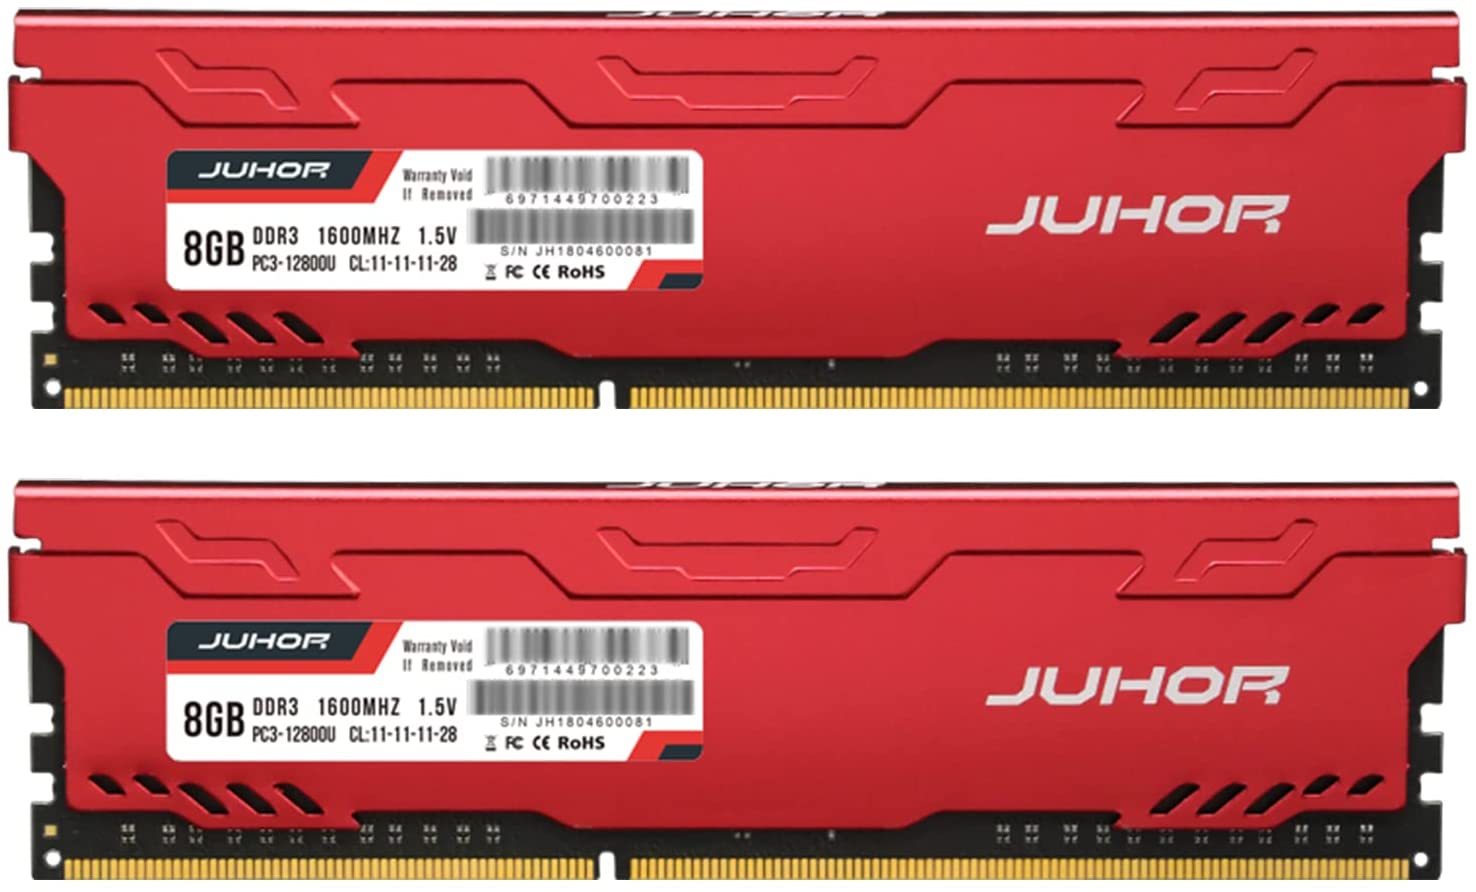 JUHOR
JUHOR
Warranty Void
If Removed
6971449700223
8GB
DDR3 1600MHZ 1.5V
PC3-12800U CL:11-11-11-28
S/N JH1804600081
FC CE RoHS
JUHOR
JUHOR
JUHOR
Warranty Void
If Removed
6971449700223
8GB
DDR3 1600MHZ 1.5V
PC3-12800U CL:11-11-11-28
S/N JH1804600081
FC CE RoHS
JUHOR